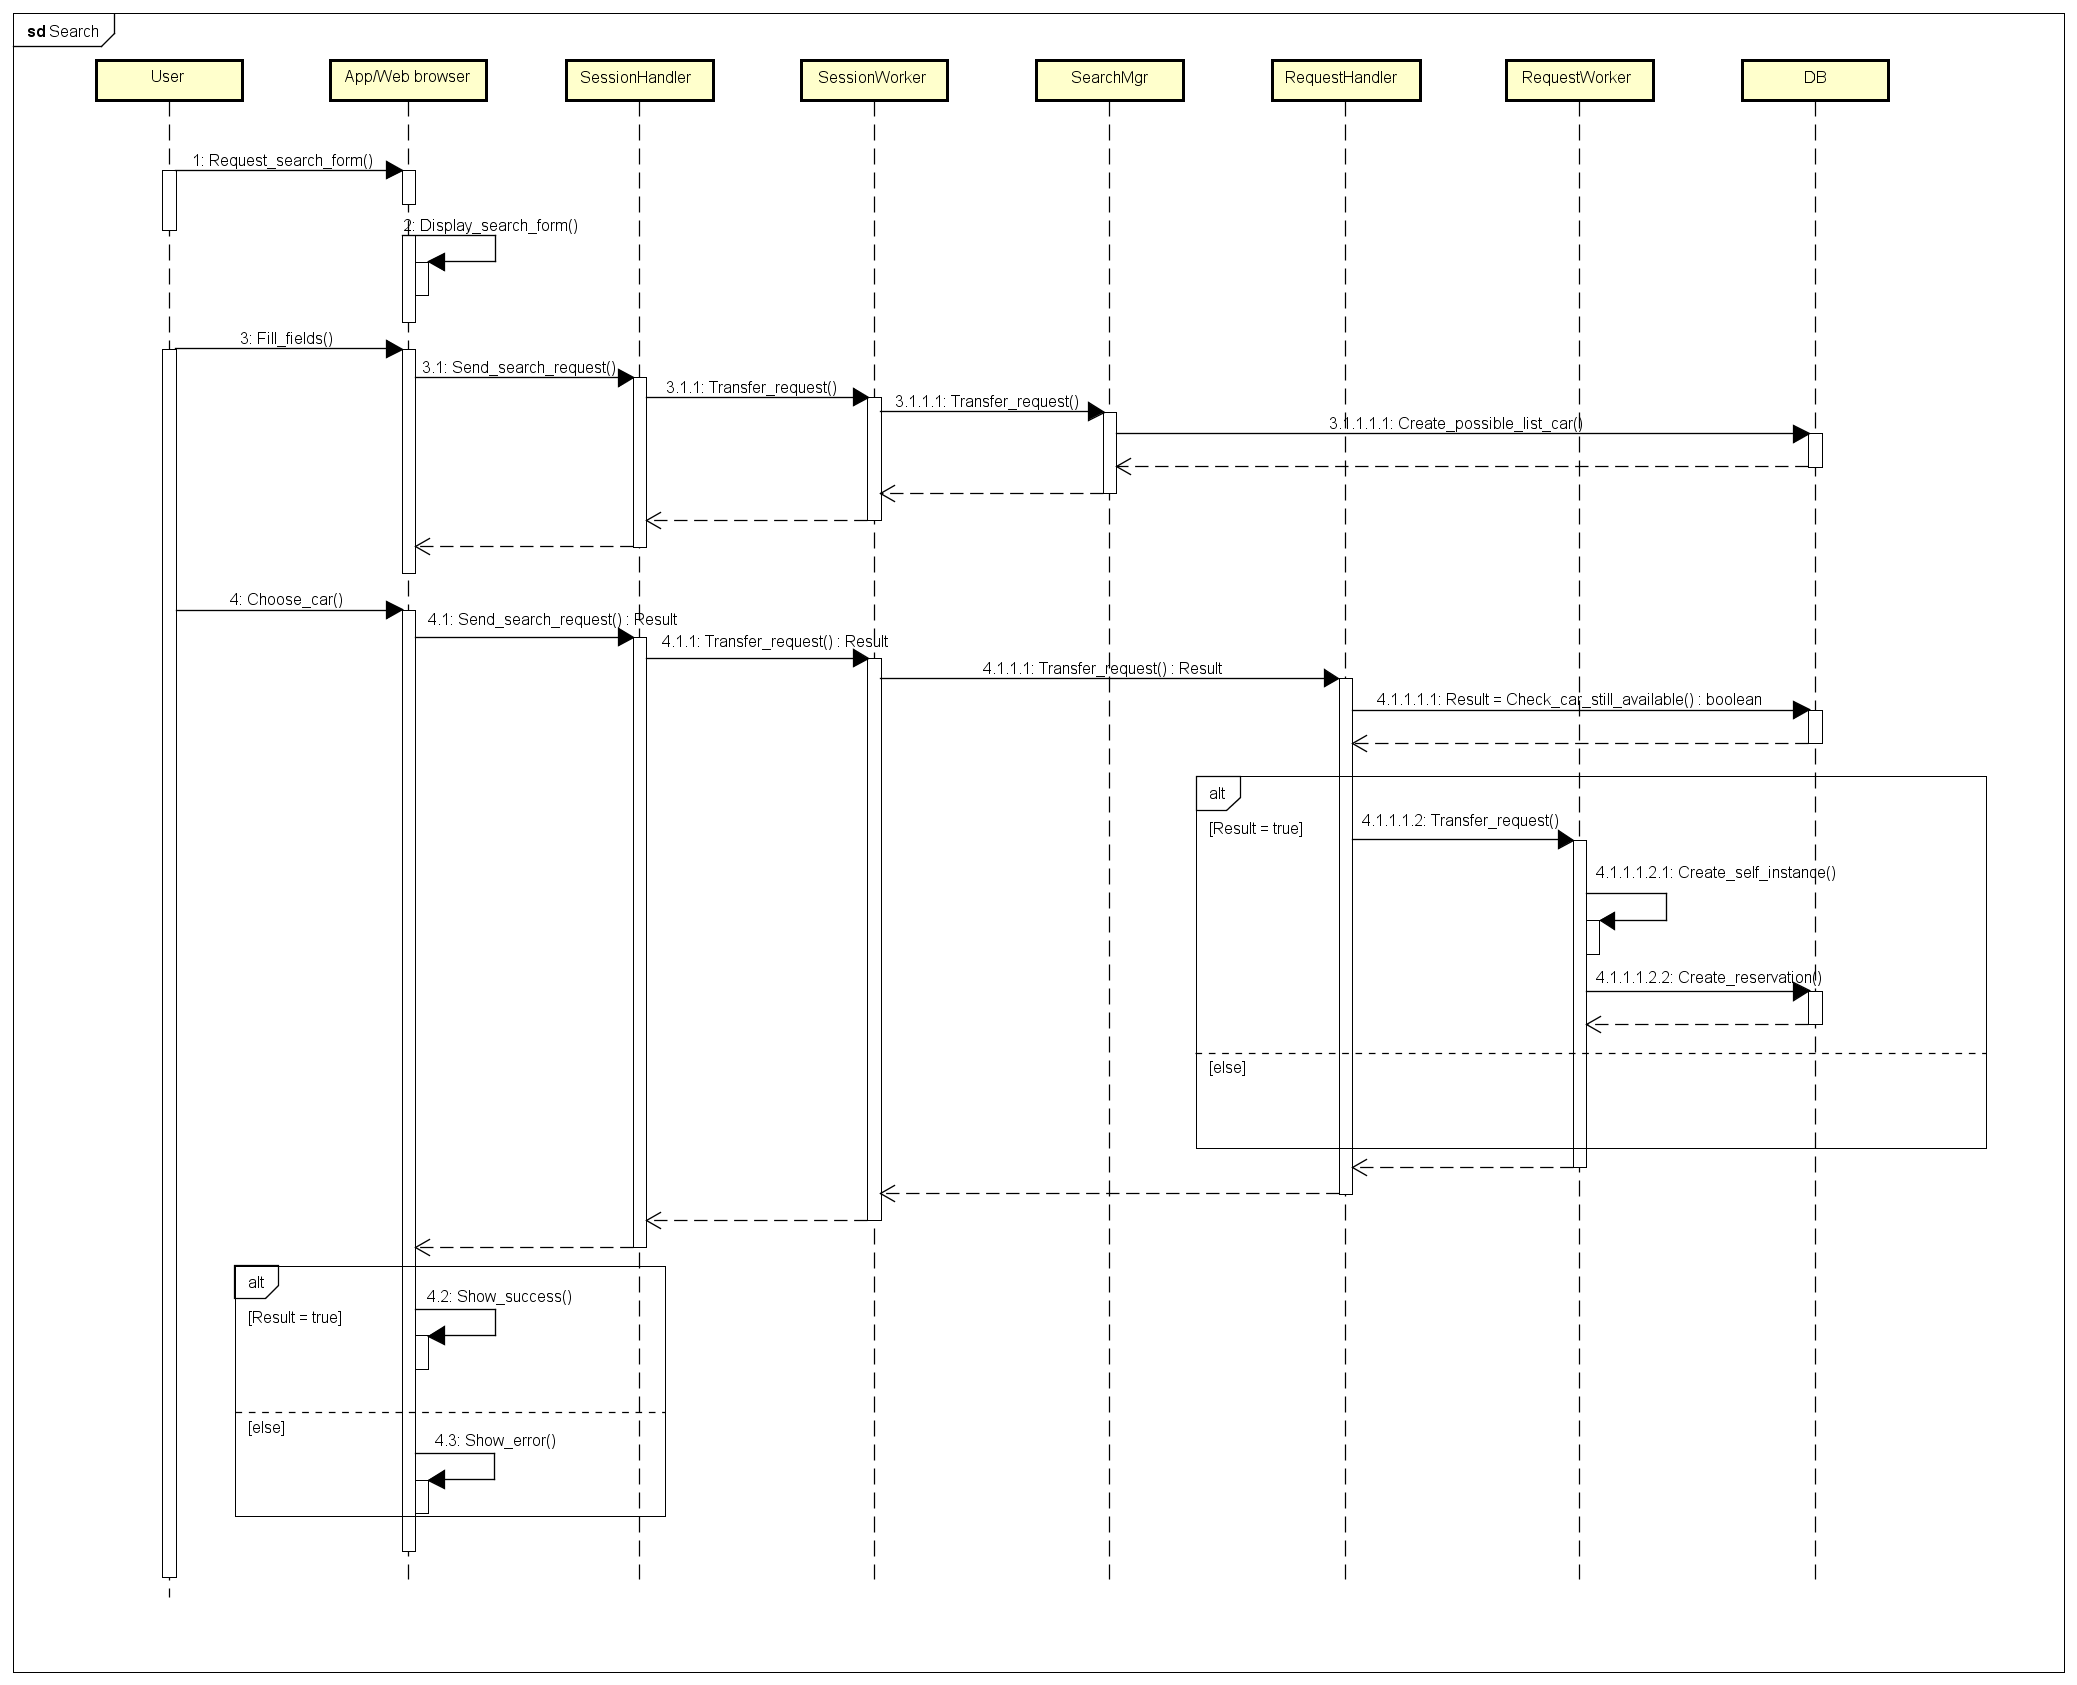 sd Search
User
App/Web browser
SessionHandler
SessionWorker
SearchMgr
RequestHandler
RequestWorker
DB
1: Request_search_form()
2: Display_search_form()
3: Fill_fields()
3.1: Send_search_request()
3.1.1: Transfer_request()
3.1.1.1: Transfer_request()
3.1.1.1.1: Create_possible_list_car()
4: Choose_car()
4.1: Send_search_request() : Result
4.1.1: Transfer_request() : Result
4.1.1.1: Transfer_request() : Result
4.1.1.1.1: Result = Check_car_still_available() : boolean
alt
[Result = true]
4.1.1.1.2: Transfer_request()
4.1.1.1.2.1: Create_self_instance()
4.1.1.1.2.2: Create_reservation()
[else]
alt
[Result = true]
4.2: Show_success()
[else]
4.3: Show_error()